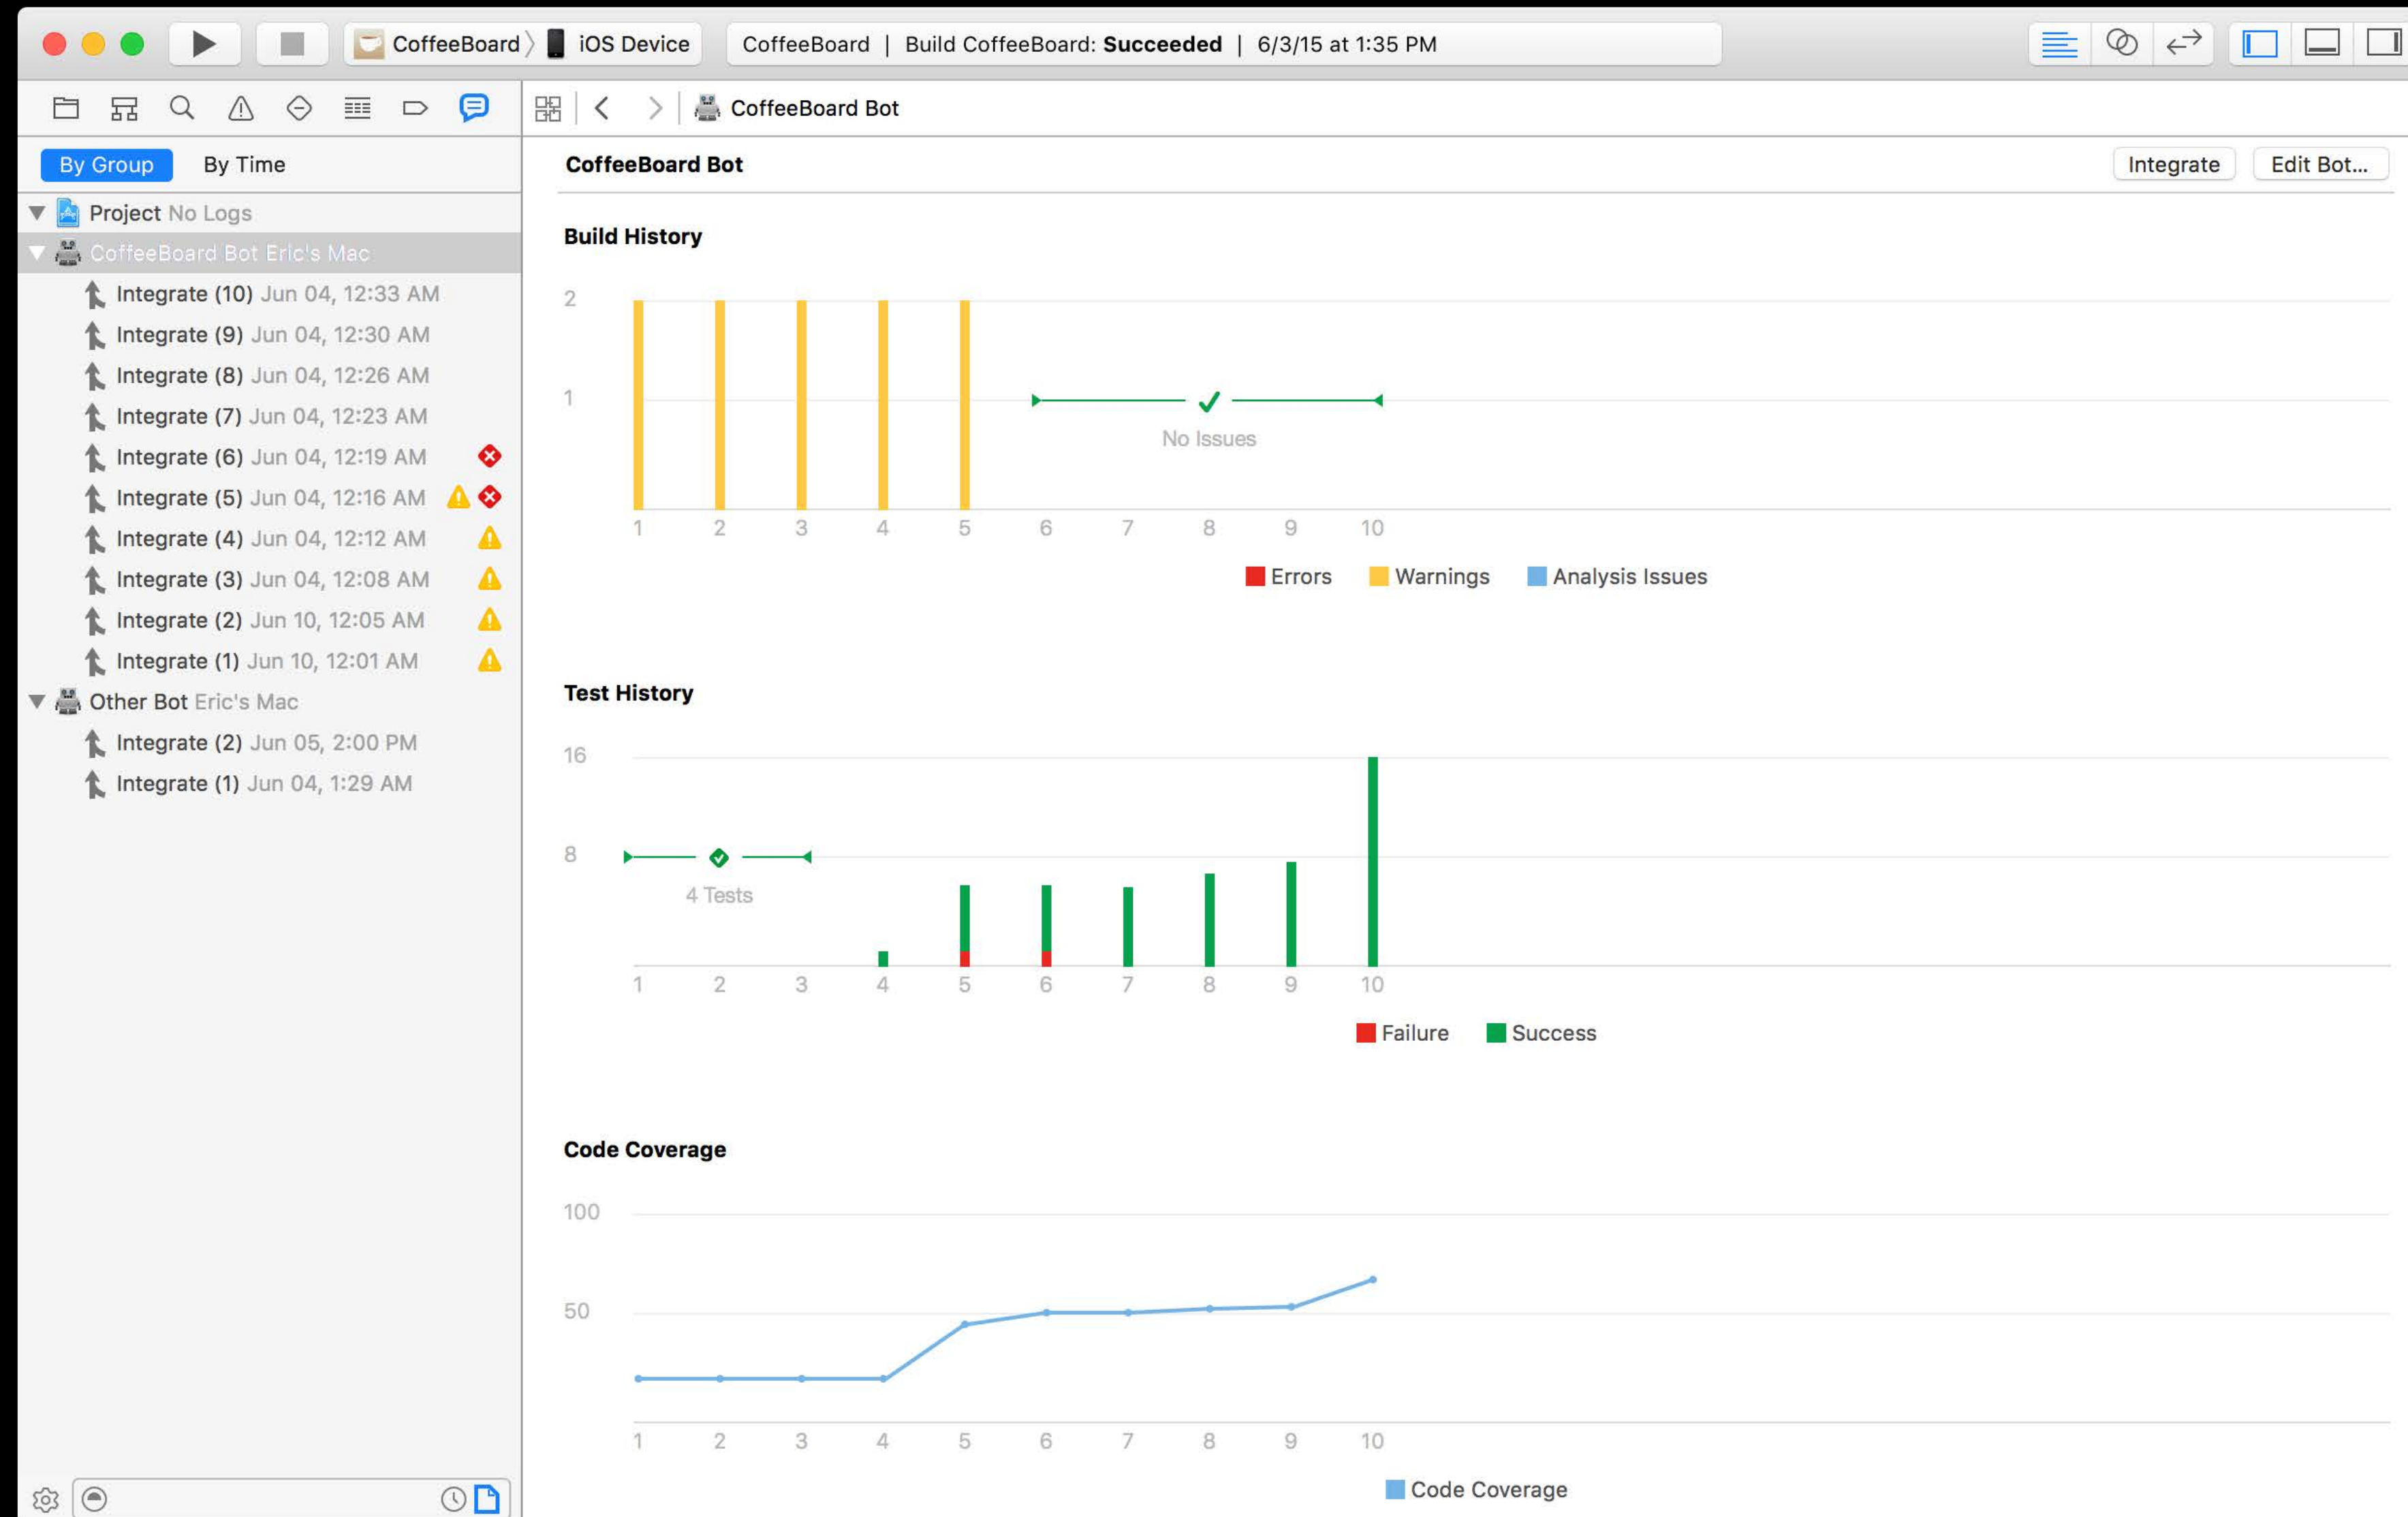 CoffeeBoard iOS Device CoffeeBoard | Build CoffeeBoard: Succeeded | 6/3/15 at 1:35 PM
CoffeeBoard Bot
By Group By Time
Project No Logs
CoffeeBoard Bot Eric's Mac
Integrate (10) Jun 04, 12:33 AM
Integrate (9) Jun 04, 12:30 AM
Integrate (8) Jun 04, 12:26 AM
Integrate (7) Jun 04, 12:23 AM
Integrate (6) Jun 04, 12:19 AM
Integrate (5) Jun 04, 12:16 AM
Integrate (4) Jun 04, 12:12 AM
Integrate (3) Jun 04, 12:08 AM
Integrate (2) Jun 10, 12:05 AM
Integrate (1) Jun 10, 12:01 AM
Other Bot Eric's Mac
Integrate (2) Jun 05, 2:00 PM
Integrate (1) Jun 04, 1:29 AM
CoffeeBoard Bot Integrate Edit Bot...
Build History
2
1
No Issues
1 2 3 4 5 6 7 8 9 10
Errors Warnings Analysis Issues
Test History
16
8
4 Tests
1 2 3 4 5 6 7 8 9 10
Failure Success
Code Coverage
100
50
1 2 3 4 5 6 7 8 9 10
Code Coverage